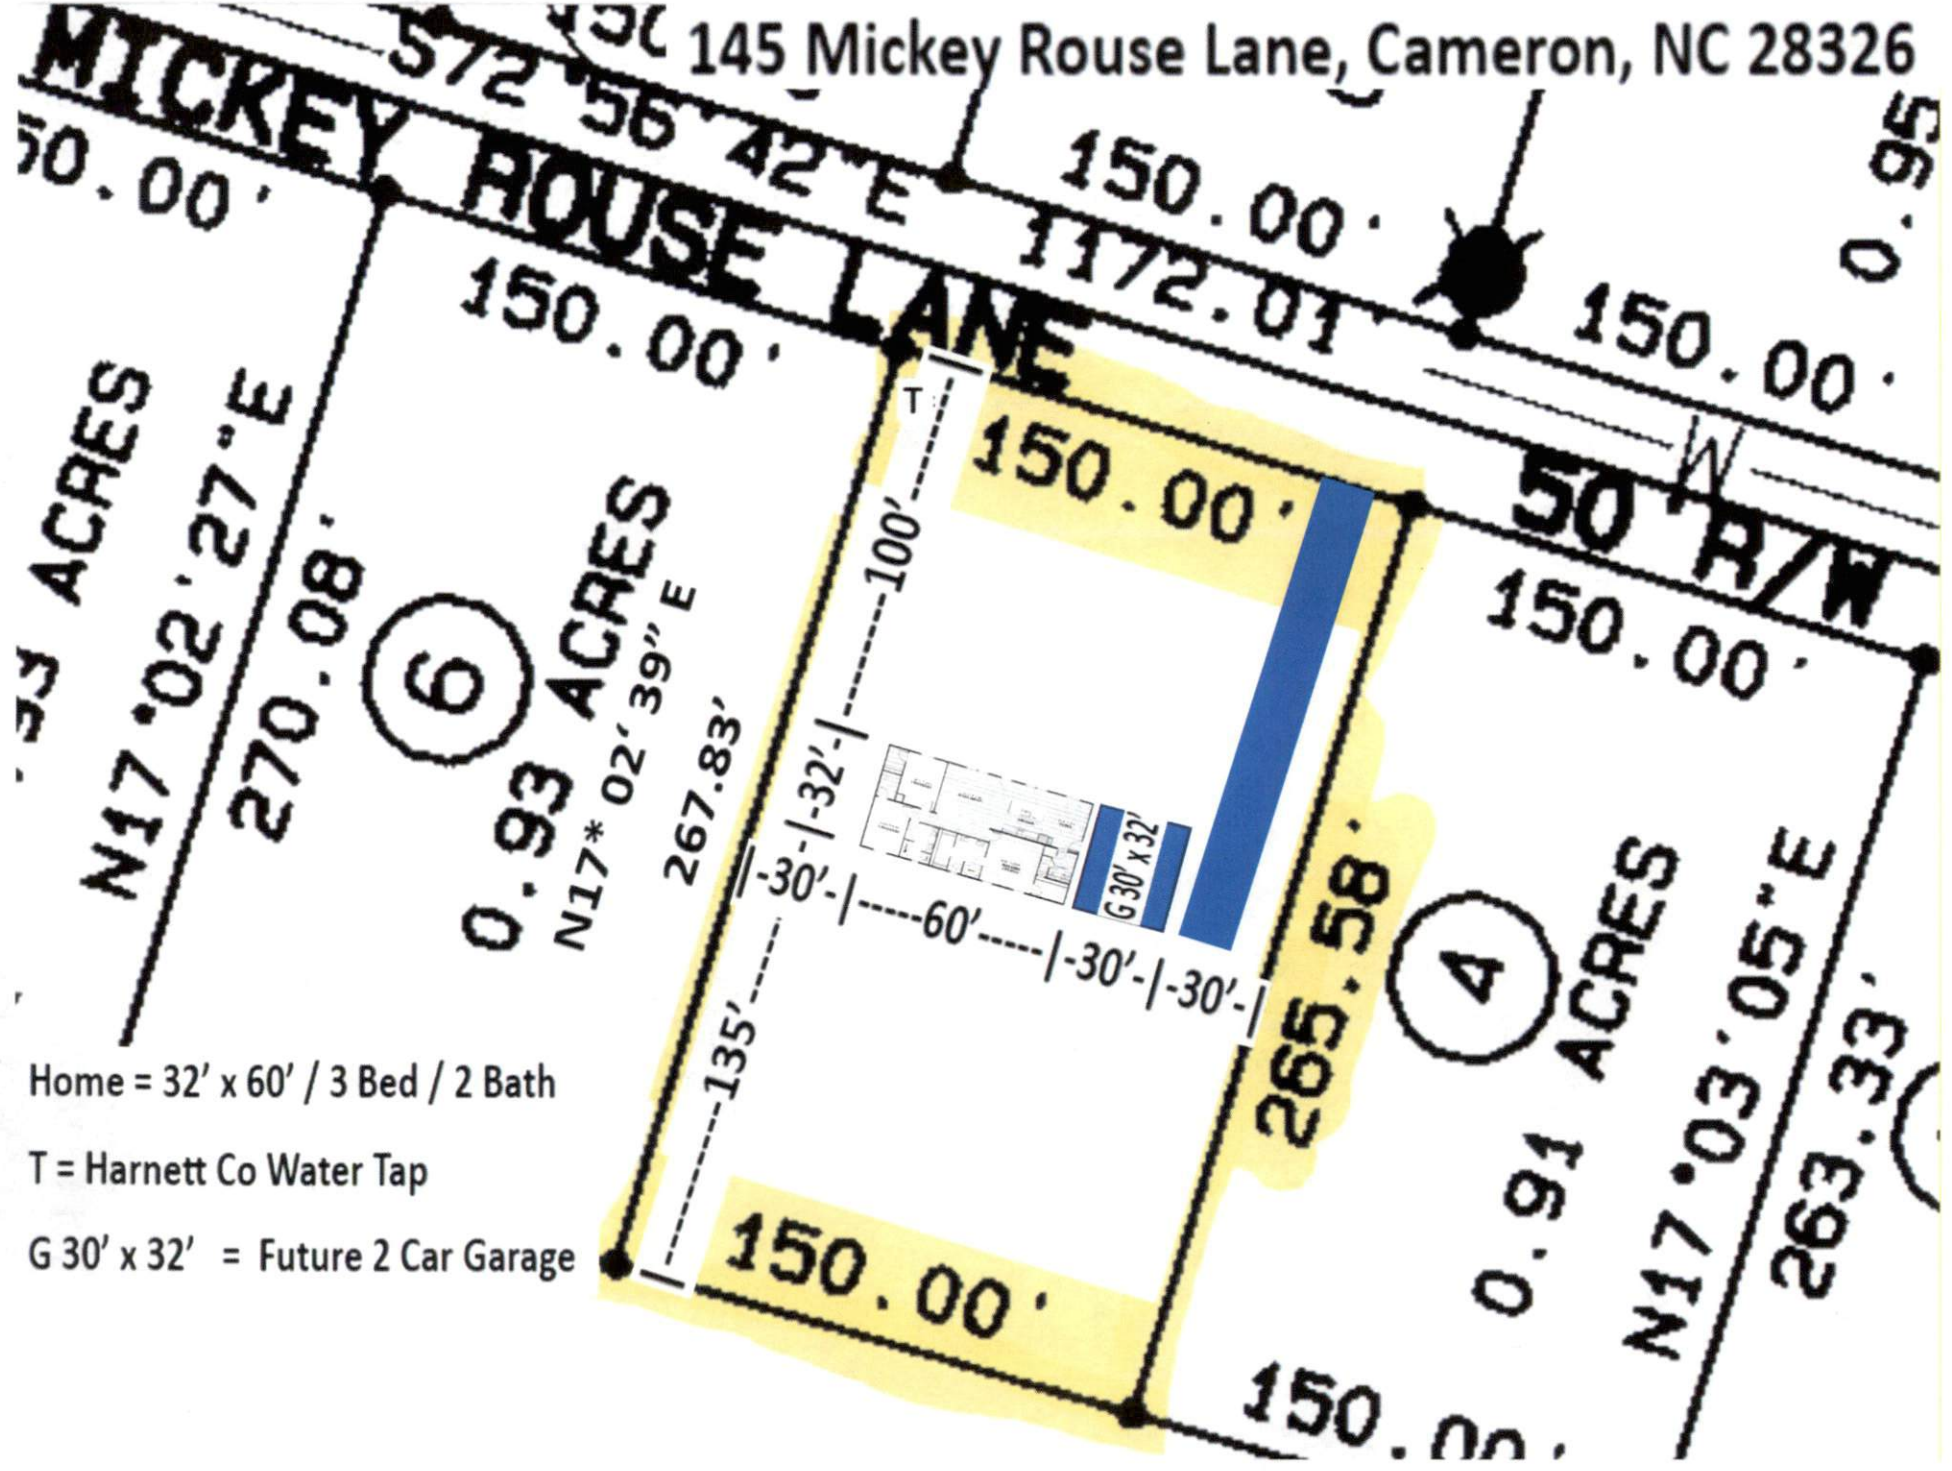 145 Mickey Rouse Lane, Cameron, NC 28326
S72°56'42"E
1172.01'
MICKEY ROUSE LANE
50' R/W
W
150.00'
150.00'
0.95
150.00'
150.00'
150.00'
T
100'
-32'-
-30'-
60'
-30'-
-30'-
135'
G 30' x 32'
150.00'
265.58'
ACRES
N17°02'27"E
270.08'
6
0.93 ACRES
N17* 02' 39" E
267.83'
4
0.91 ACRES
N17°03'05"E
263.33'
Home = 32' x 60' / 3 Bed / 2 Bath
T = Harnett Co Water Tap
G 30' x 32' = Future 2 Car Garage